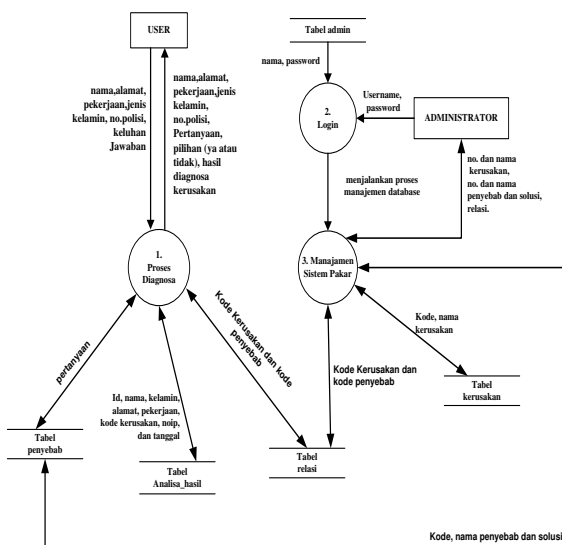 USER
Tabel admin
nama,alamat,
pekerjaan,jenis
kelamin, no.polisi,
keluhan
Jawaban
nama,alamat,
pekerjaan,jenis
kelamin,
no.polisi,
Pertanyaan,
pilihan (ya atau
tidak), hasil
diagnosa
kerusakan
nama, password
2.
Login
Username,
password
ADMINISTRATOR
menjalankan proses
manajemen database
no. dan nama
kerusakan,
no. dan nama
penyebab dan solusi,
relasi.
1.
Proses
Diagnosa
3. Manajamen
Sistem Pakar
pertanyaan
Kode Kerusakan dan kode
penyebab
Kode, nama
kerusakan
Kode Kerusakan dan
kode penyebab
Id, nama, kelamin,
alamat, pekerjaan,
kode kerusakan, noip,
dan tanggal
Tabel
kerusakan
Tabel
penyebab
Tabel
Analisa_hasil
Tabel
relasi
Kode, nama penyebab dan solusi